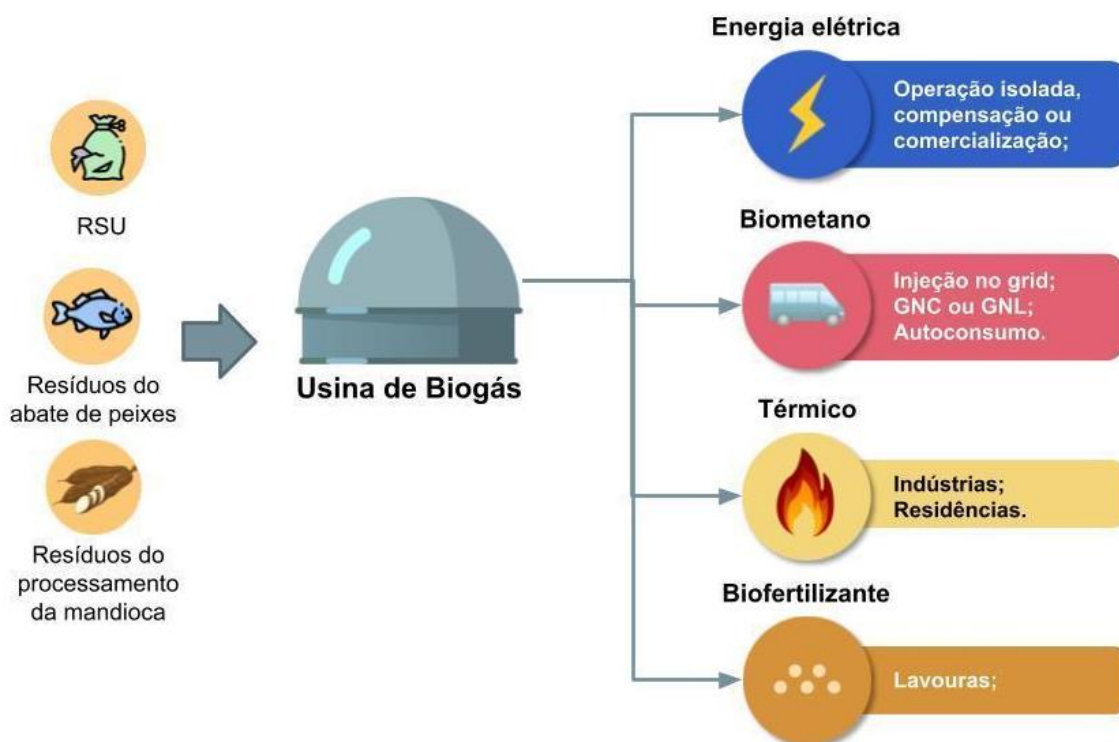 RSU
Resíduos do
abate de peixes
Resíduos do
processamento
da mandioca
Usina de Biogás
Energia elétrica
Operação isolada,
compensação ou
comercialização;
Biometano
Injeção no grid;
GNC ou GNL;
Autoconsumo.
Térmico
Indústrias;
Residências.
Biofertilizante
Lavouras;